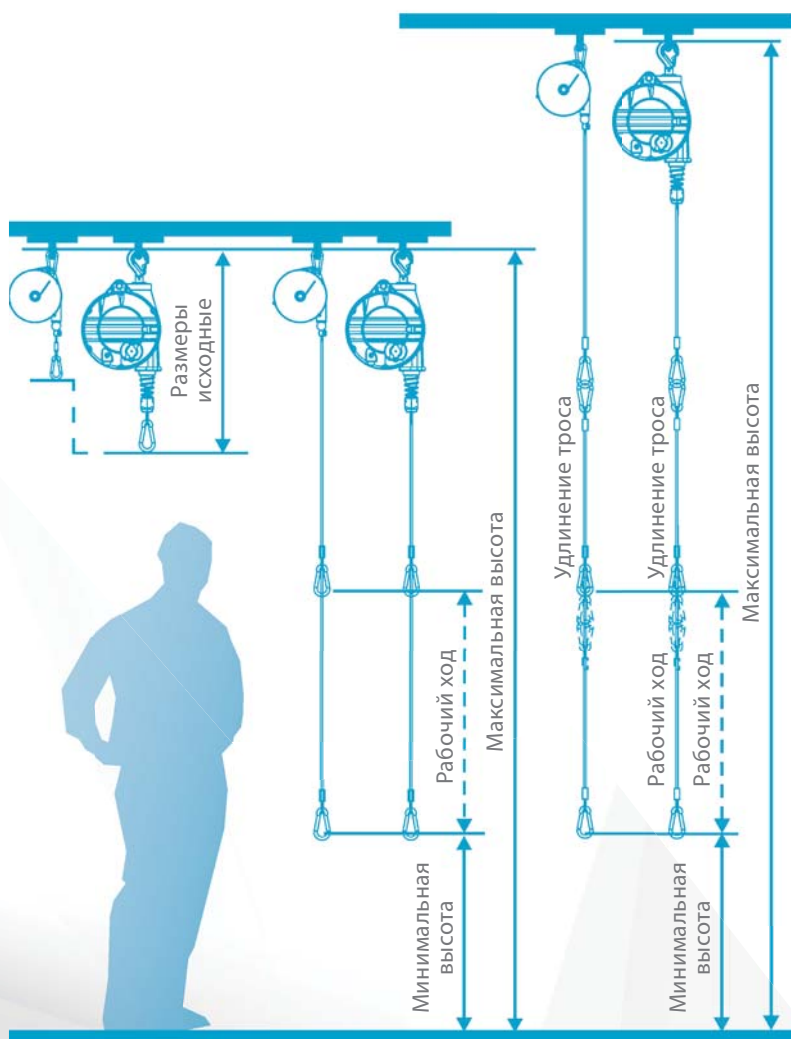 Размеры
исходные
Максимальная высота
Рабочий ход
Минимальная
высота
Удлинение троса
Удлинение троса
Рабочий ход
Рабочий ход
Максимальная высота
Минимальная
высота